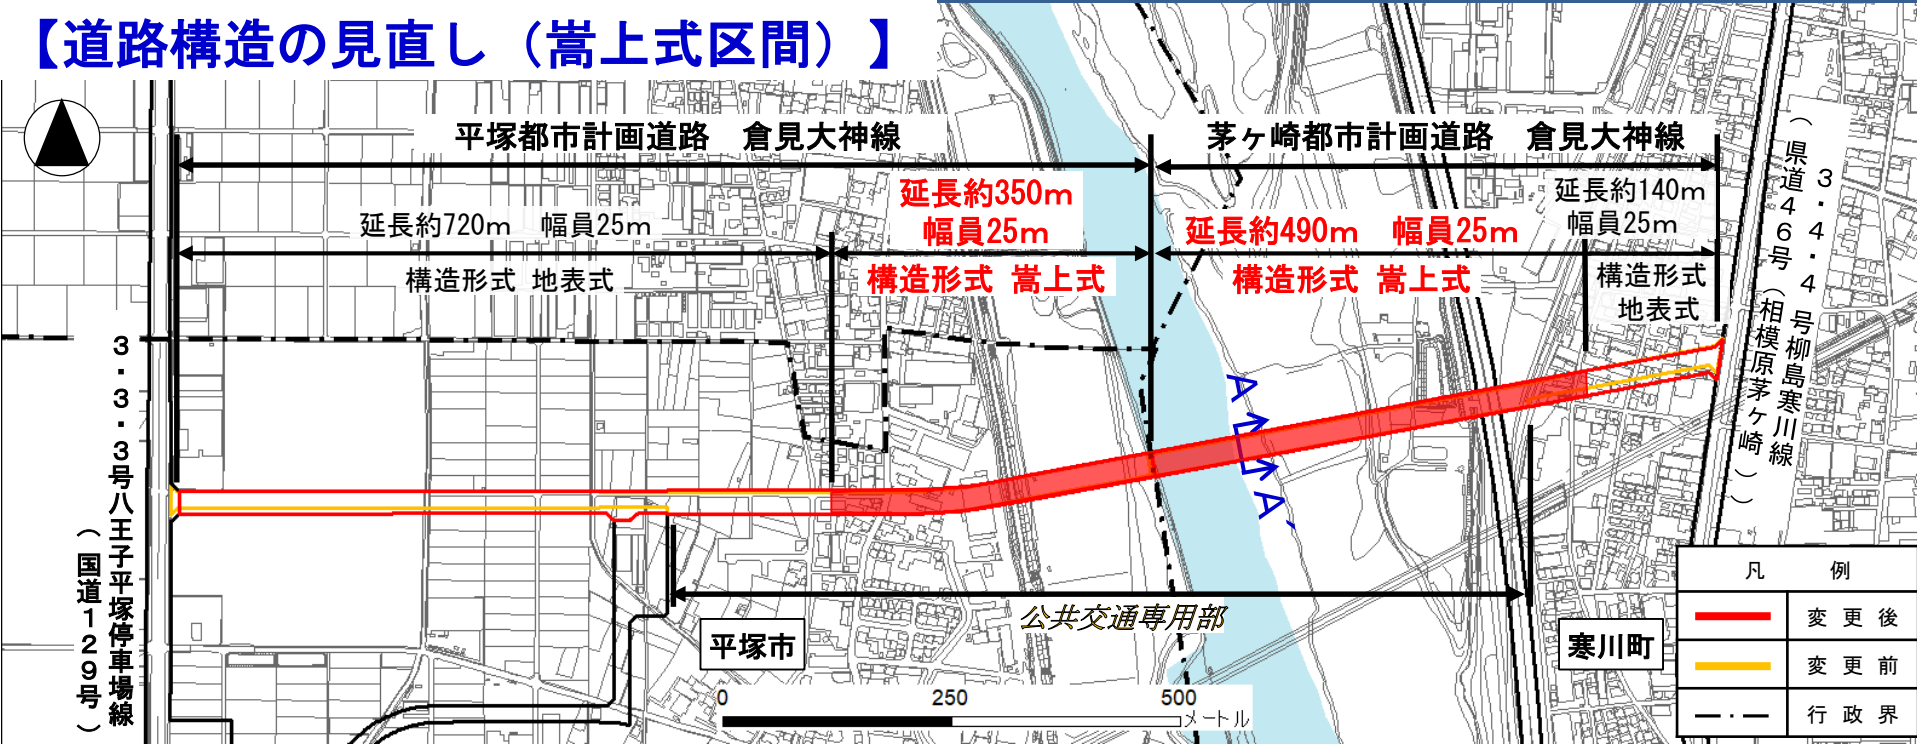 【道路構造の見直し（嵩上式区間）】
平塚都市計画道路　倉見大神線
茅ヶ崎都市計画道路　倉見大神線
延長約720m　幅員25m
構造形式 地表式
延長約350m
幅員25m
構造形式 嵩上式
延長約490m　幅員25m
構造形式 嵩上式
延長約140m
幅員25m
構造形式
地表式
3・4・4号柳島寒川線
（県道46号（相模原茅ヶ崎））
3・3・3号八王子平塚停車場線
（国道129号）
A
A′
公共交通専用部
平塚市
寒川町
0
250
500
メートル
凡　例
変更後
変更前
行政界